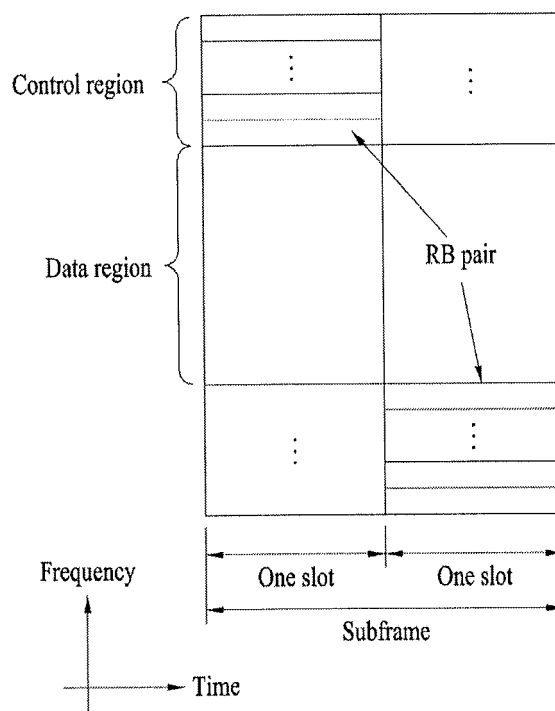 Control region
Data region
RB pair
One slot
One slot
Frequency
Subframe
Time